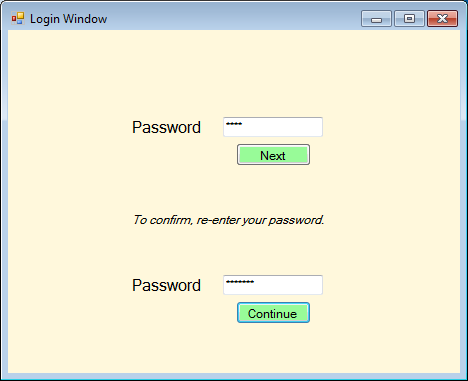 Login Window
Password ****
Next
To confirm, re-enter your password.
Password *******
Continue